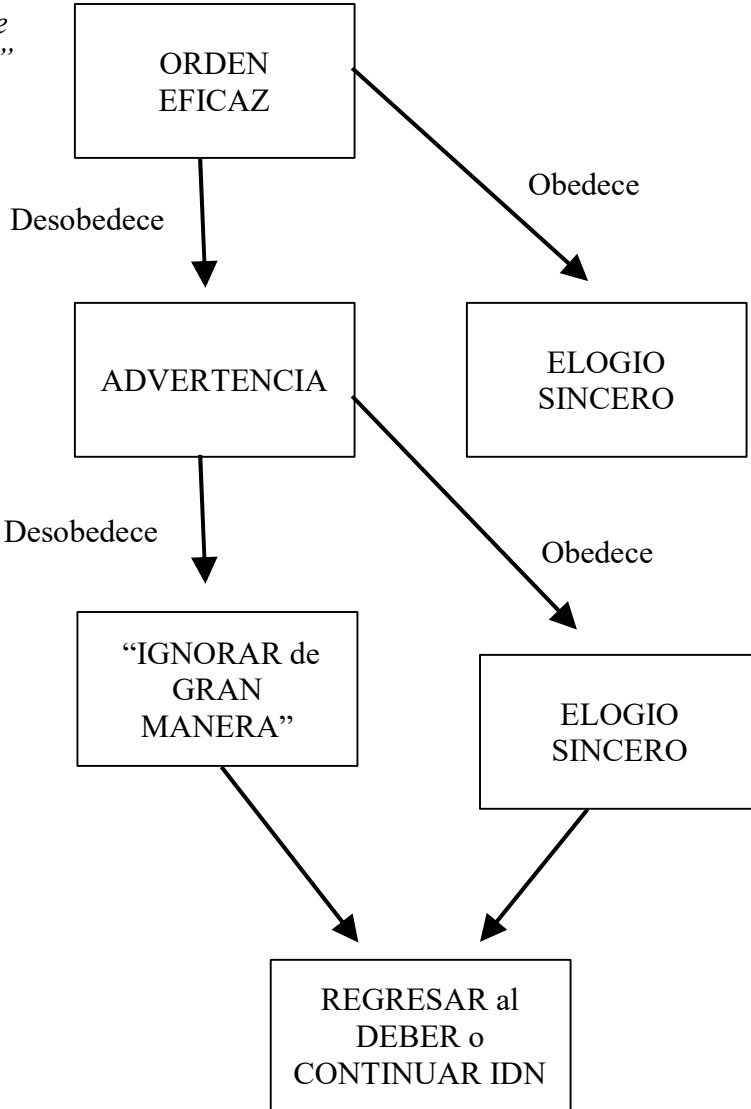 e
”
ORDEN
EFICAZ
Obedece
Desobedece
ADVERTENCIA
ELOGIO
SINCERO
Desobedece
Obedece
“IGNORAR de
GRAN
MANERA”
ELOGIO
SINCERO
REGRESAR al
DEBER o
CONTINUAR IDN